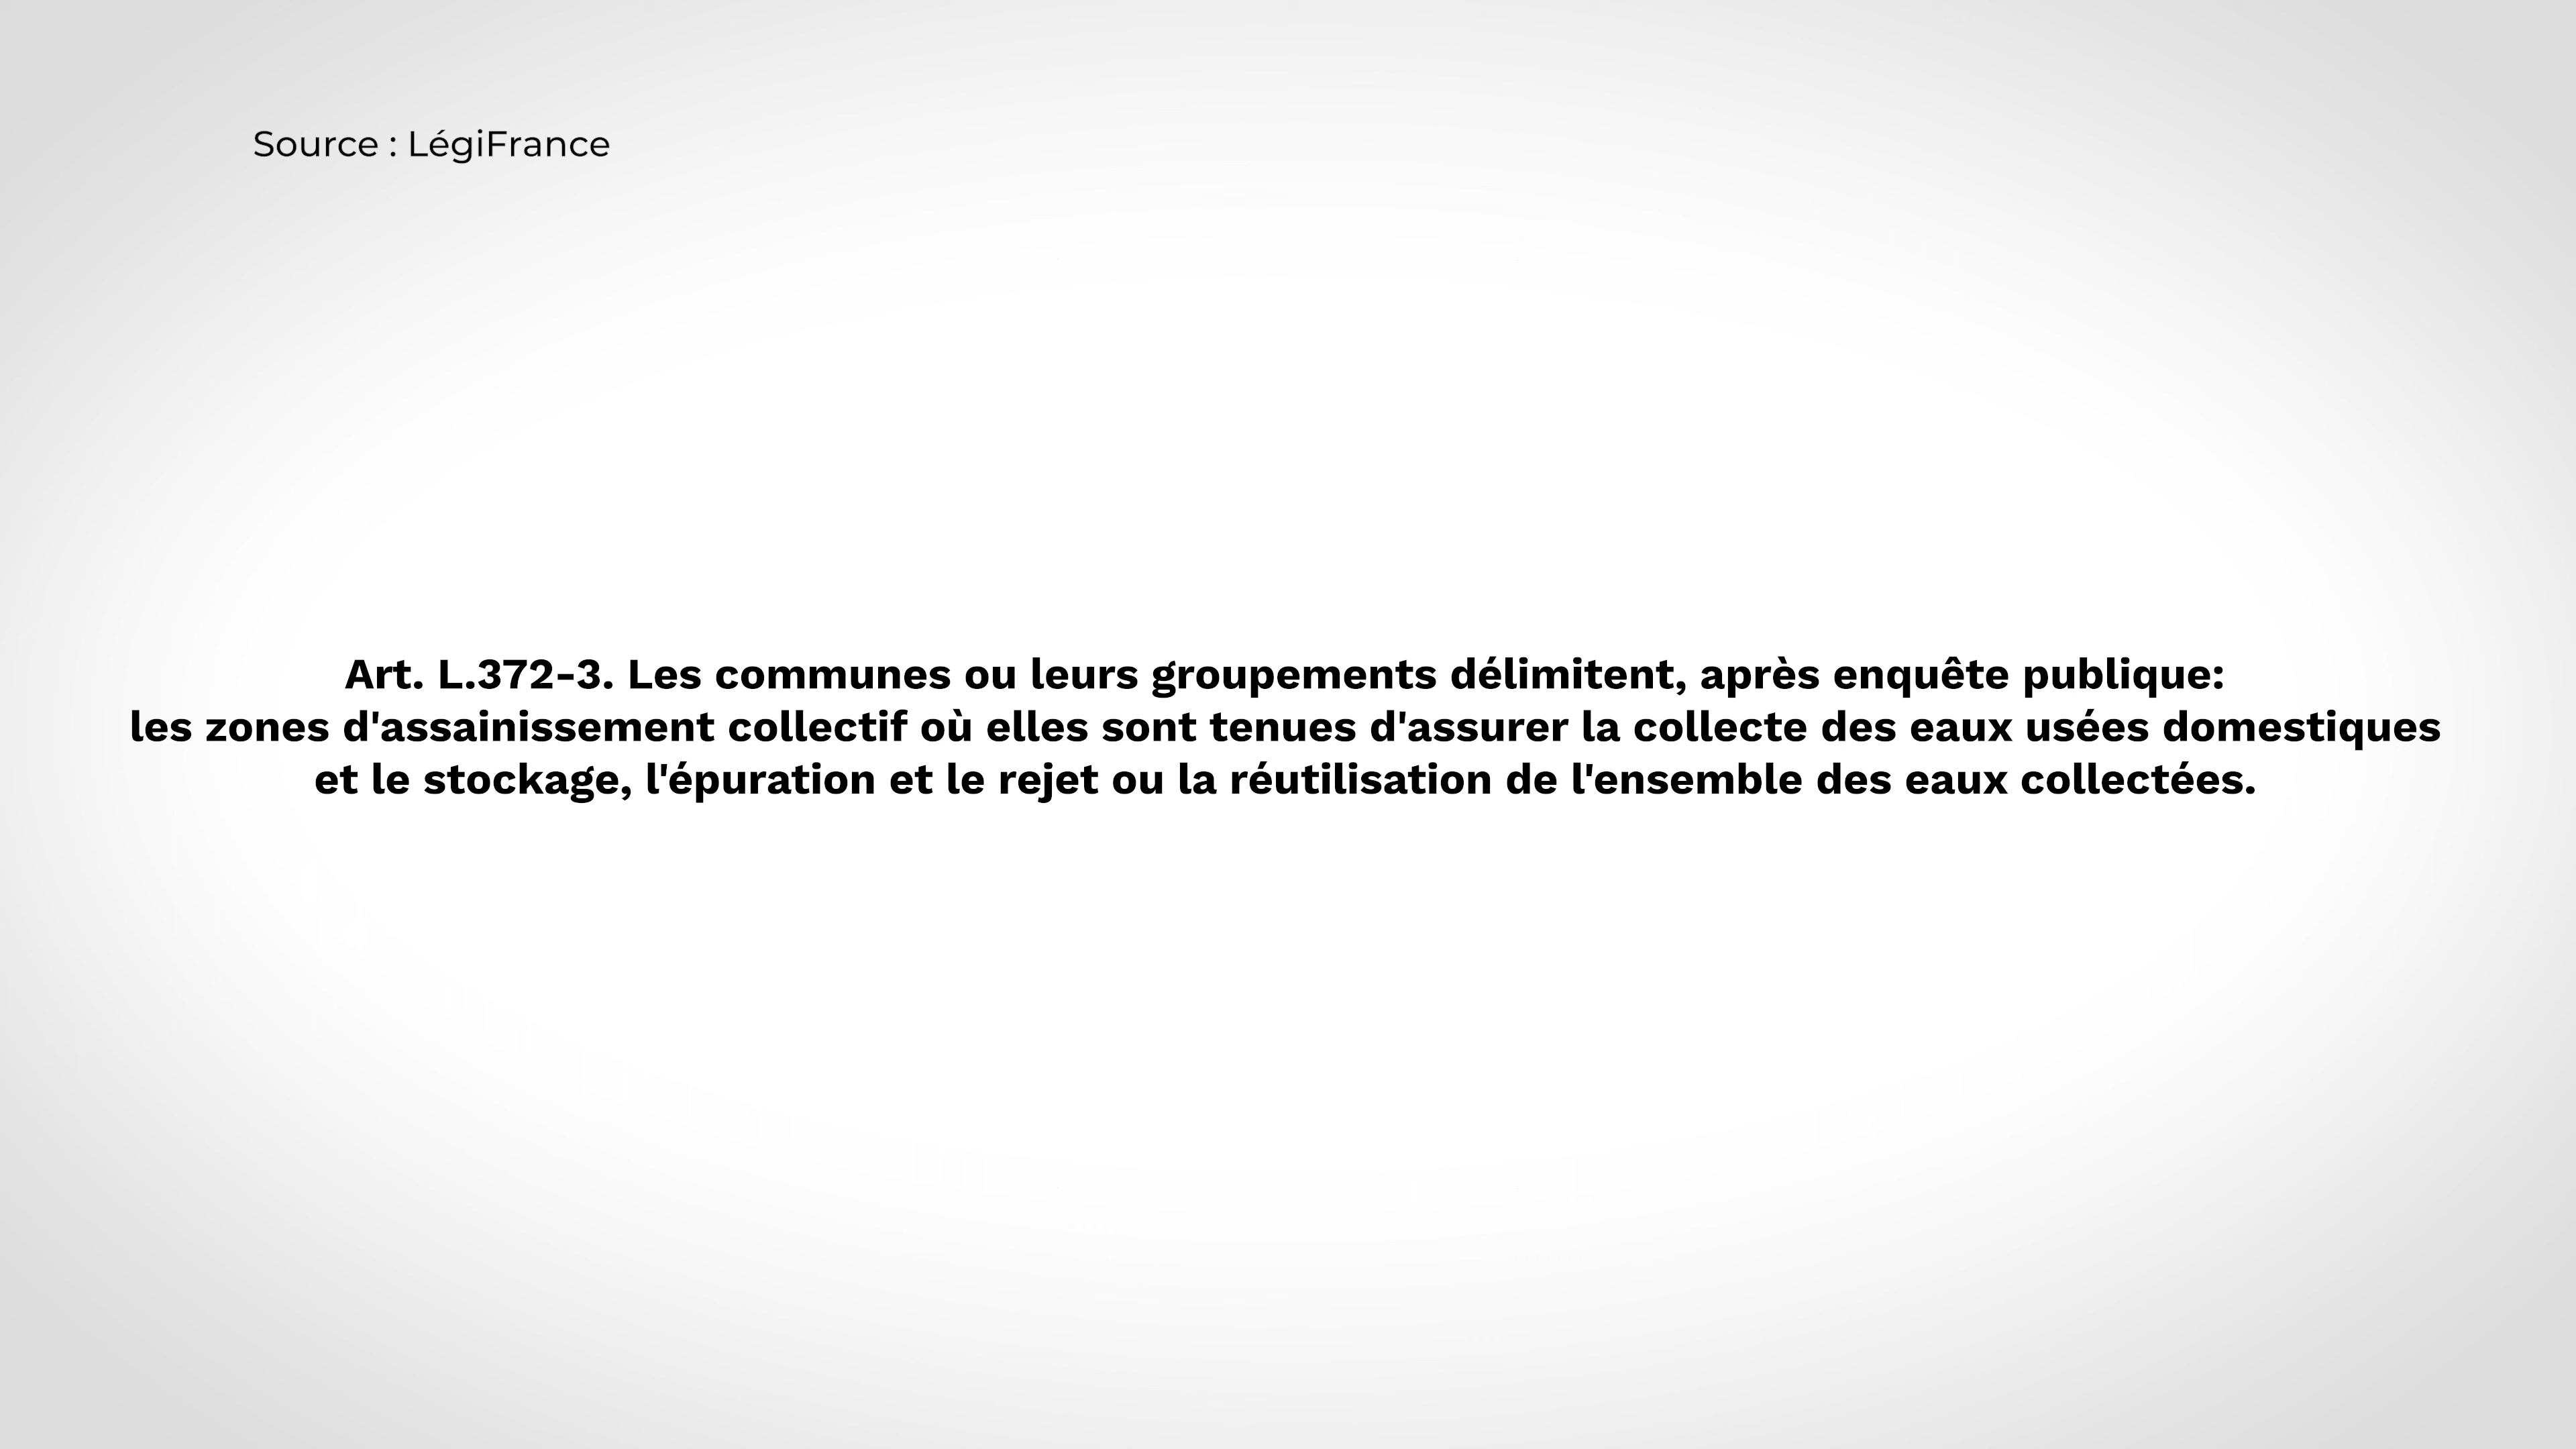 Source : LégiFrance
Art. L.372-3. Les communes ou leurs groupements délimitent, après enquête publique:
les zones d'assainissement collectif où elles sont tenues d'assurer la collecte des eaux usées domestiques
et le stockage, l'épuration et le rejet ou la réutilisation de l'ensemble des eaux collectées.